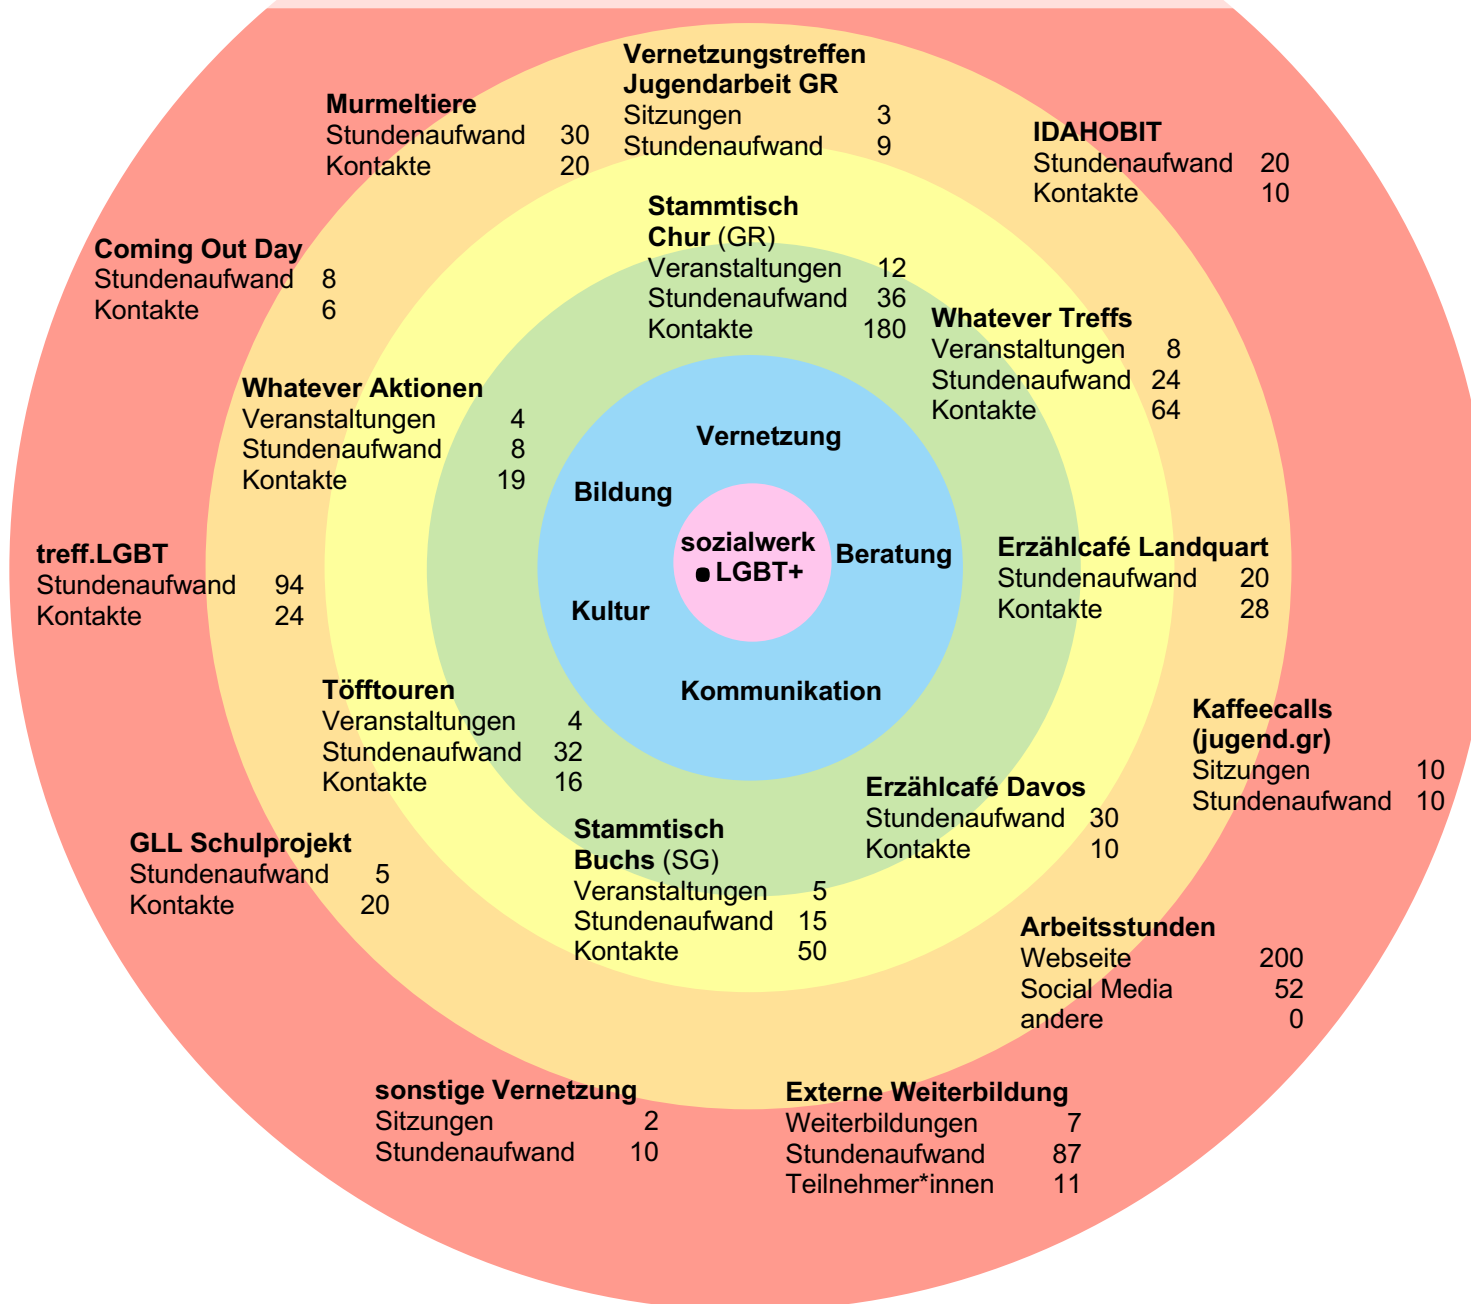 Vernetzungstreffen
Jugendarbeit GR
Sitzungen 3
Stundenaufwand 9
Murmeltiere
Stundenaufwand 30
Kontakte 20
IDAHOBIT
Stundenaufwand 20
Kontakte 10
Stammtisch
Chur (GR)
Veranstaltungen 12
Stundenaufwand 36
Kontakte 180
Coming Out Day
Stundenaufwand 8
Kontakte 6
Whatever Treffs
Veranstaltungen 8
Stundenaufwand 24
Kontakte 64
Whatever Aktionen
Veranstaltungen 4
Stundenaufwand 8
Kontakte 19
Vernetzung
Bildung
sozialwerk
LGBT+
Beratung
Kultur
Kommunikation
treff.LGBT
Stundenaufwand 94
Kontakte 24
Erzählcafé Landquart
Stundenaufwand 20
Kontakte 28
Töfftouren
Veranstaltungen 4
Stundenaufwand 32
Kontakte 16
Kaffeecalls
(jugend.gr)
Sitzungen 10
Stundenaufwand 10
Erzählcafé Davos
Stundenaufwand 30
Kontakte 10
GLL Schulprojekt
Stundenaufwand 5
Kontakte 20
Stammtisch
Buchs (SG)
Veranstaltungen 5
Stundenaufwand 15
Kontakte 50
Arbeitsstunden
Webseite 200
Social Media 52
andere 0
sonstige Vernetzung
Sitzungen 2
Stundenaufwand 10
Externe Weiterbildung
Weiterbildungen 7
Stundenaufwand 87
Teilnehmer*innen 11